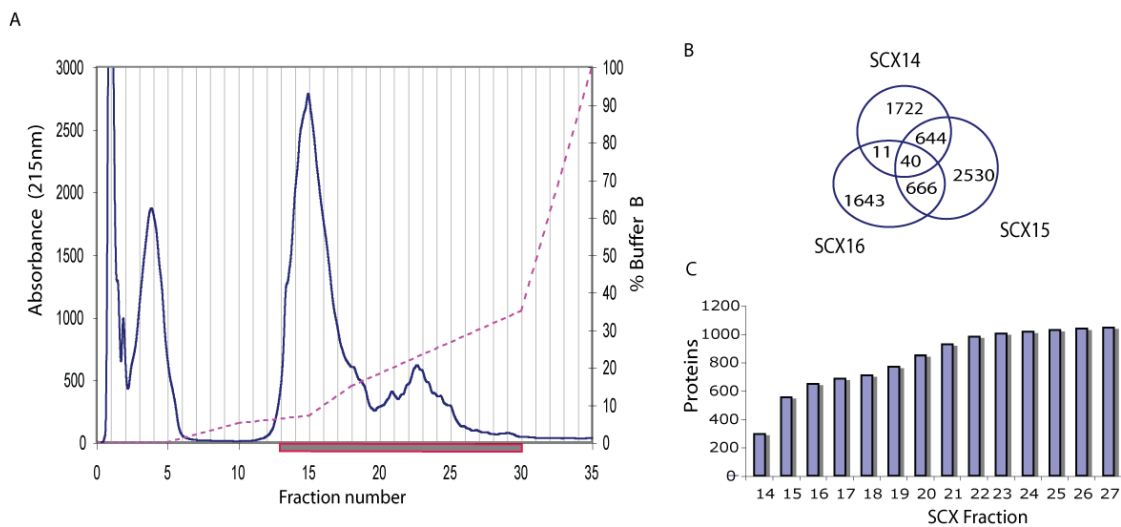 A
3000
2500
2000
1500
1000
500
0
Absorbance (215nm)
100
90
80
70
60
50
40
30
20
10
0
% Buffer B
0 5 10 15 20 25 30 35
Fraction number
B
SCX14
1722
644
11
40
2530
666
1643
SCX16
SCX15
C
1200
1000
800
600
400
200
0
Proteins
14 15 16 17 18 19 20 21 22 23 24 25 26 27
SCX Fraction